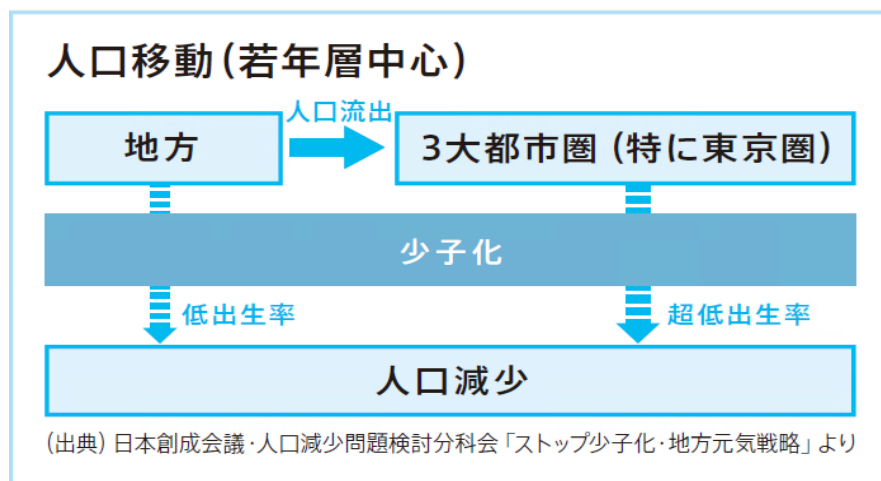 人口移動(若年層中心)
人口流出
地方
3大都市圏(特に東京圏)
少子化
低出生率
超低出生率
人口減少
(出典)日本創成会議・人口減少問題検討分科会「ストップ少子化・地方元気戦略」より